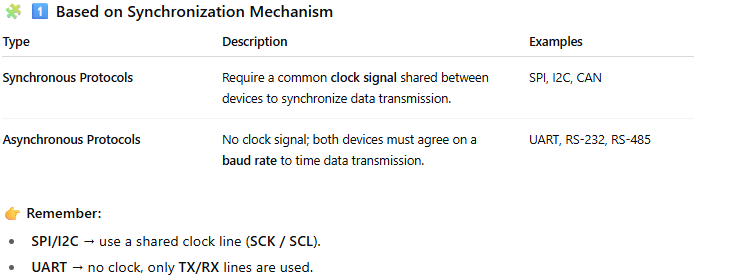 🧩 1️⃣ Based on Synchronization Mechanism
Type Description Examples
Synchronous Protocols Require a common clock signal shared between SPI, I2C, CAN
devices to synchronize data transmission.
Asynchronous Protocols No clock signal; both devices must agree on a UART, RS-232, RS-485
baud rate to time data transmission.
👉 Remember:
• SPI/I2C → use a shared clock line (SCK / SCL).
• UART → no clock, only TX/RX lines are used.